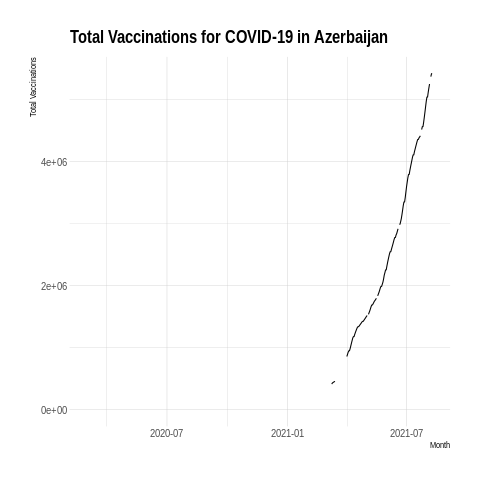 Total Vaccinations for COVID-19 in Azerbaijan
Total Vaccinations
4e+06
2e+06
0e+00
2020-07
2021-01
2021-07
Month